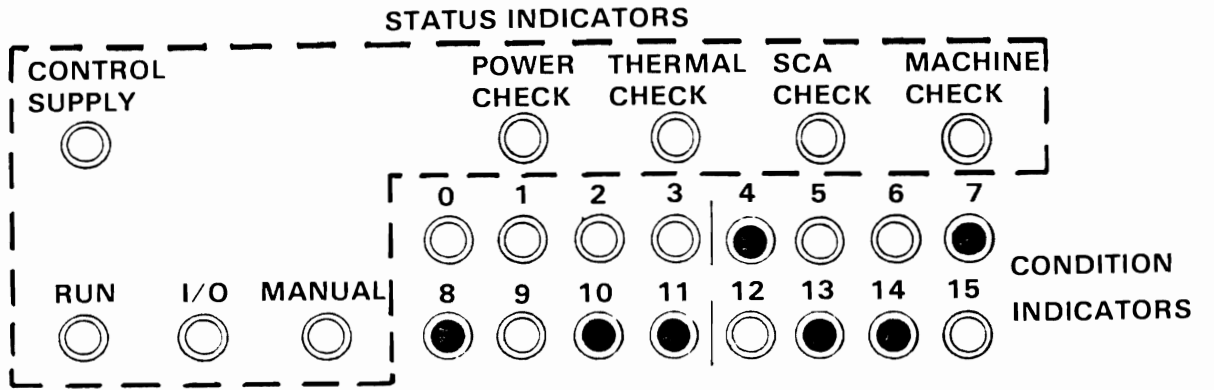 STATUS INDICATORS
CONTROL
SUPPLY
POWER
CHECK
THERMAL
CHECK
SCA
CHECK
MACHINE
CHECK
0 1 2 3 4 5 6 7
RUN I/O MANUAL
8 9 10 11 12 13 14 15
CONDITION
INDICATORS